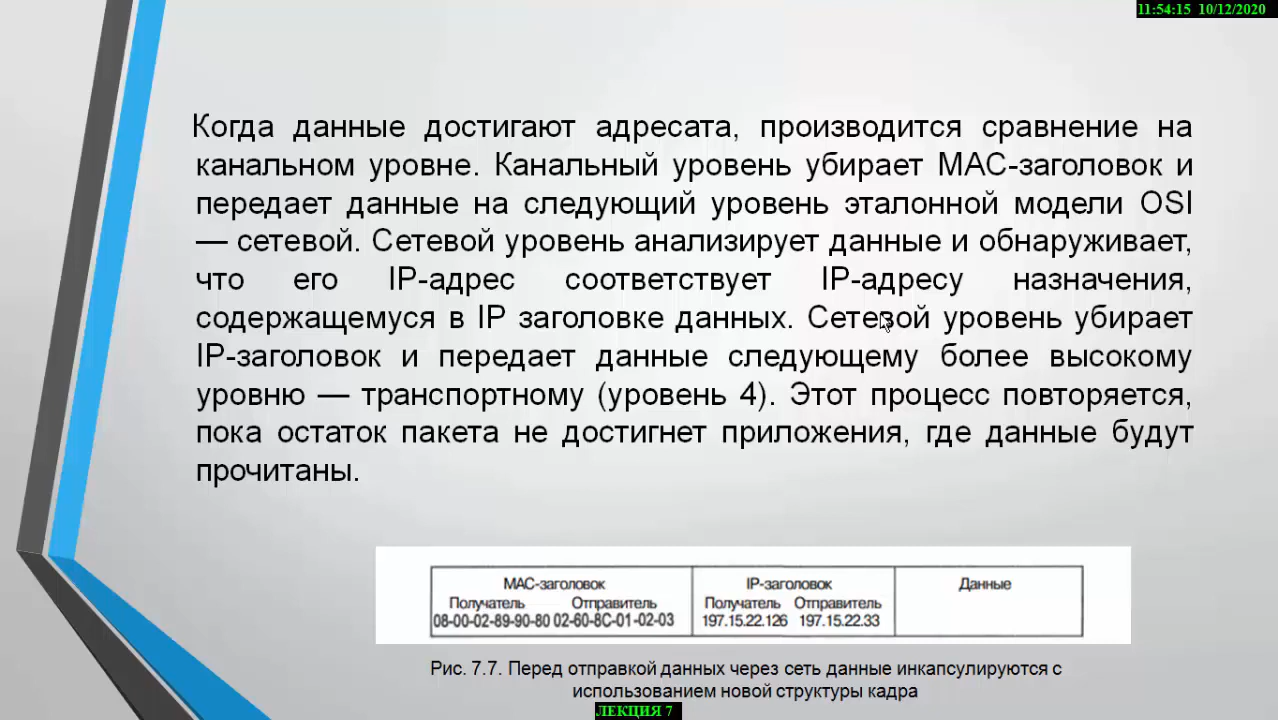 11:54:15 10/12/2020
Когда данные достигают адресата, производится сравнение на
канальном уровне. Канальный уровень убирает MAC-заголовок и
передает данные на следующий уровень эталонной модели OSI
— сетевой. Сетевой уровень анализирует данные и обнаруживает,
что его IP-адрес соответствует IP-адресу назначения,
содержащемуся в IP заголовке данных. Сетевой уровень убирает
IP-заголовок и передает данные следующему более высокому
уровню — транспортному (уровень 4). Этот процесс повторяется,
пока остаток пакета не достигнет приложения, где данные будут
прочитаны.
MAC-заголовок IP-заголовок Данные
Получатель Отправитель Получатель Отправитель
08-00-02-89-90-80 02-60-8C-01-02-03 197.15.22.126 197.15.22.33
Рис. 7.7. Перед отправкой данных через сеть данные инкапсулируются с
использованием новой структуры кадра
ЛЕКЦИЯ 7